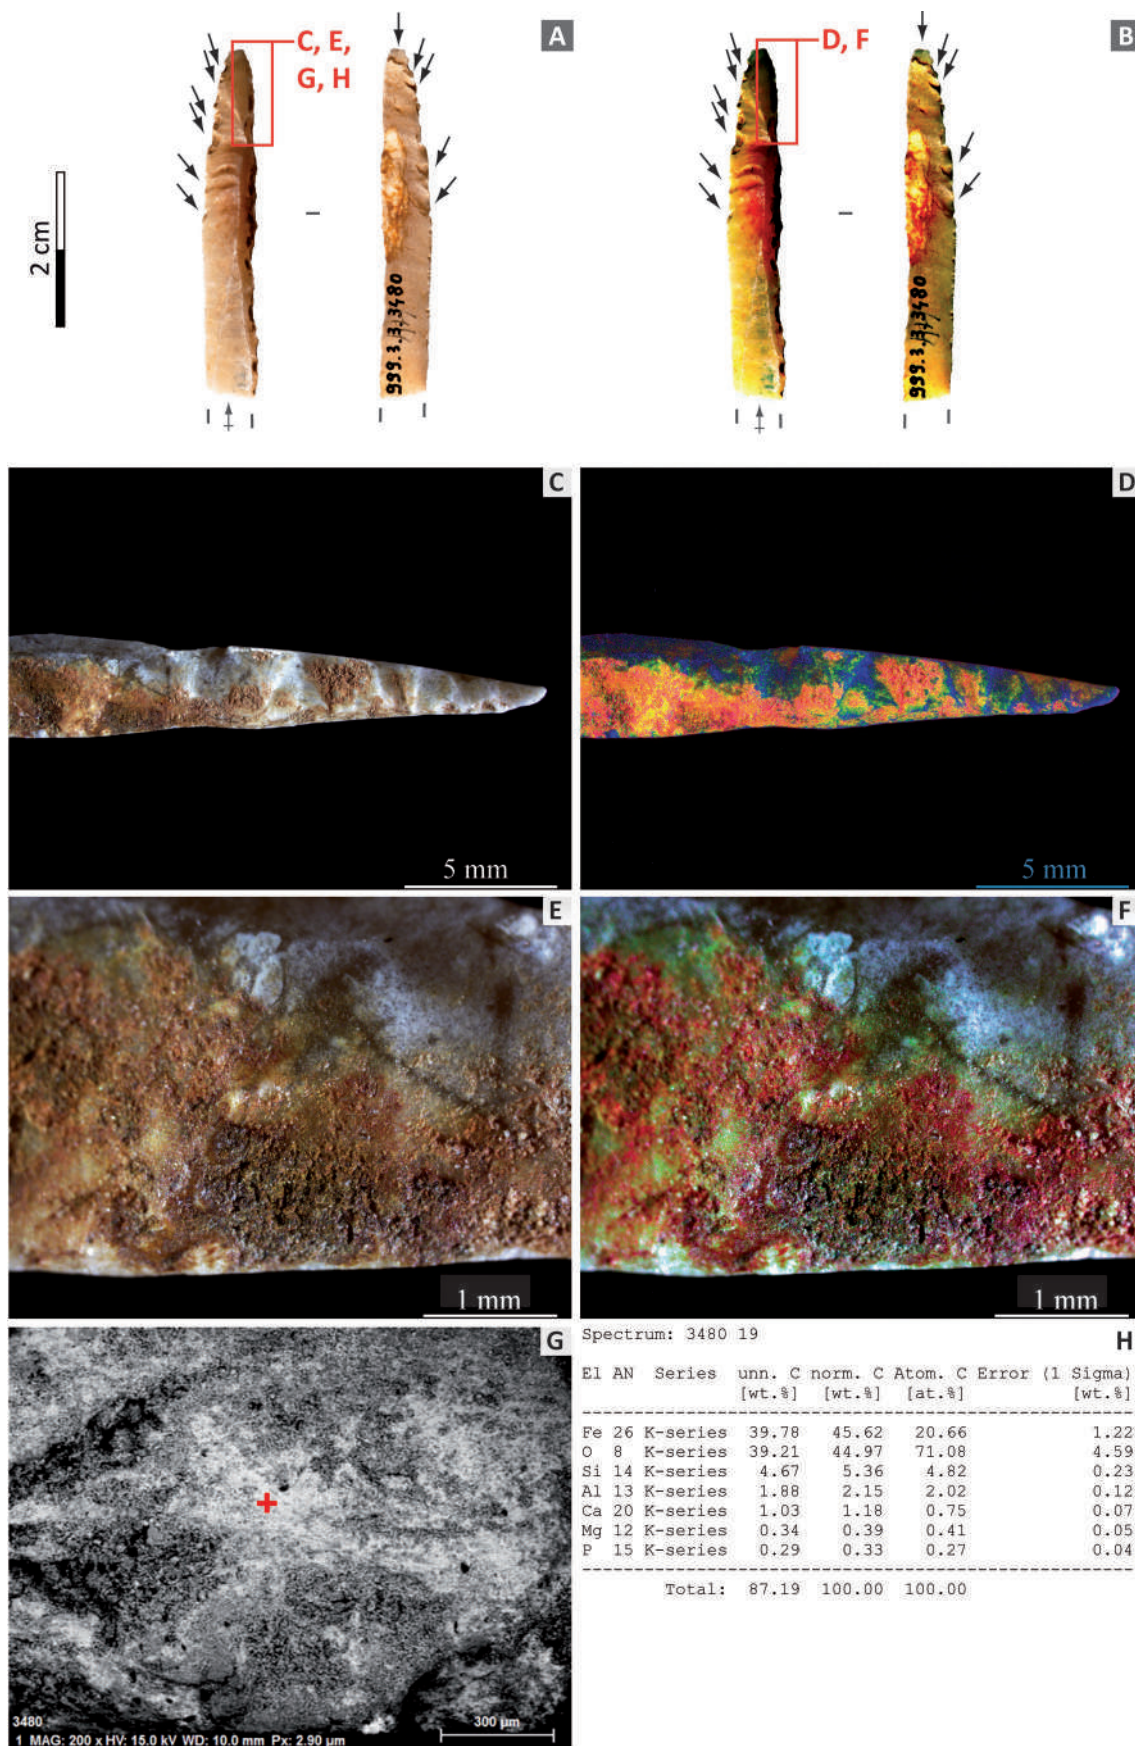 A
C, E,
G, H
2 cm
999.3.3.3480
B
D, F
999.3.3.3480
C
5 mm
D
5 mm
E
1 mm
F
1 mm
G
3480
300 µm
1 MAG: 200 x HV: 15.0 kV WD: 10.0 mm Px: 2.90 µm
H
Spectrum: 3480 19
El AN Series unn. C norm. C Atom. C Error (1 Sigma)
[wt.%] [wt.%] [at.%] [wt.%]
Fe 26 K-series 39.78 45.62 20.66 1.22
O 8 K-series 39.21 44.97 71.08 4.59
Si 14 K-series 4.67 5.36 4.82 0.23
Al 13 K-series 1.88 2.15 2.02 0.12
Ca 20 K-series 1.03 1.18 0.75 0.07
Mg 12 K-series 0.34 0.39 0.41 0.05
P 15 K-series 0.29 0.33 0.27 0.04
Total: 87.19 100.00 100.00